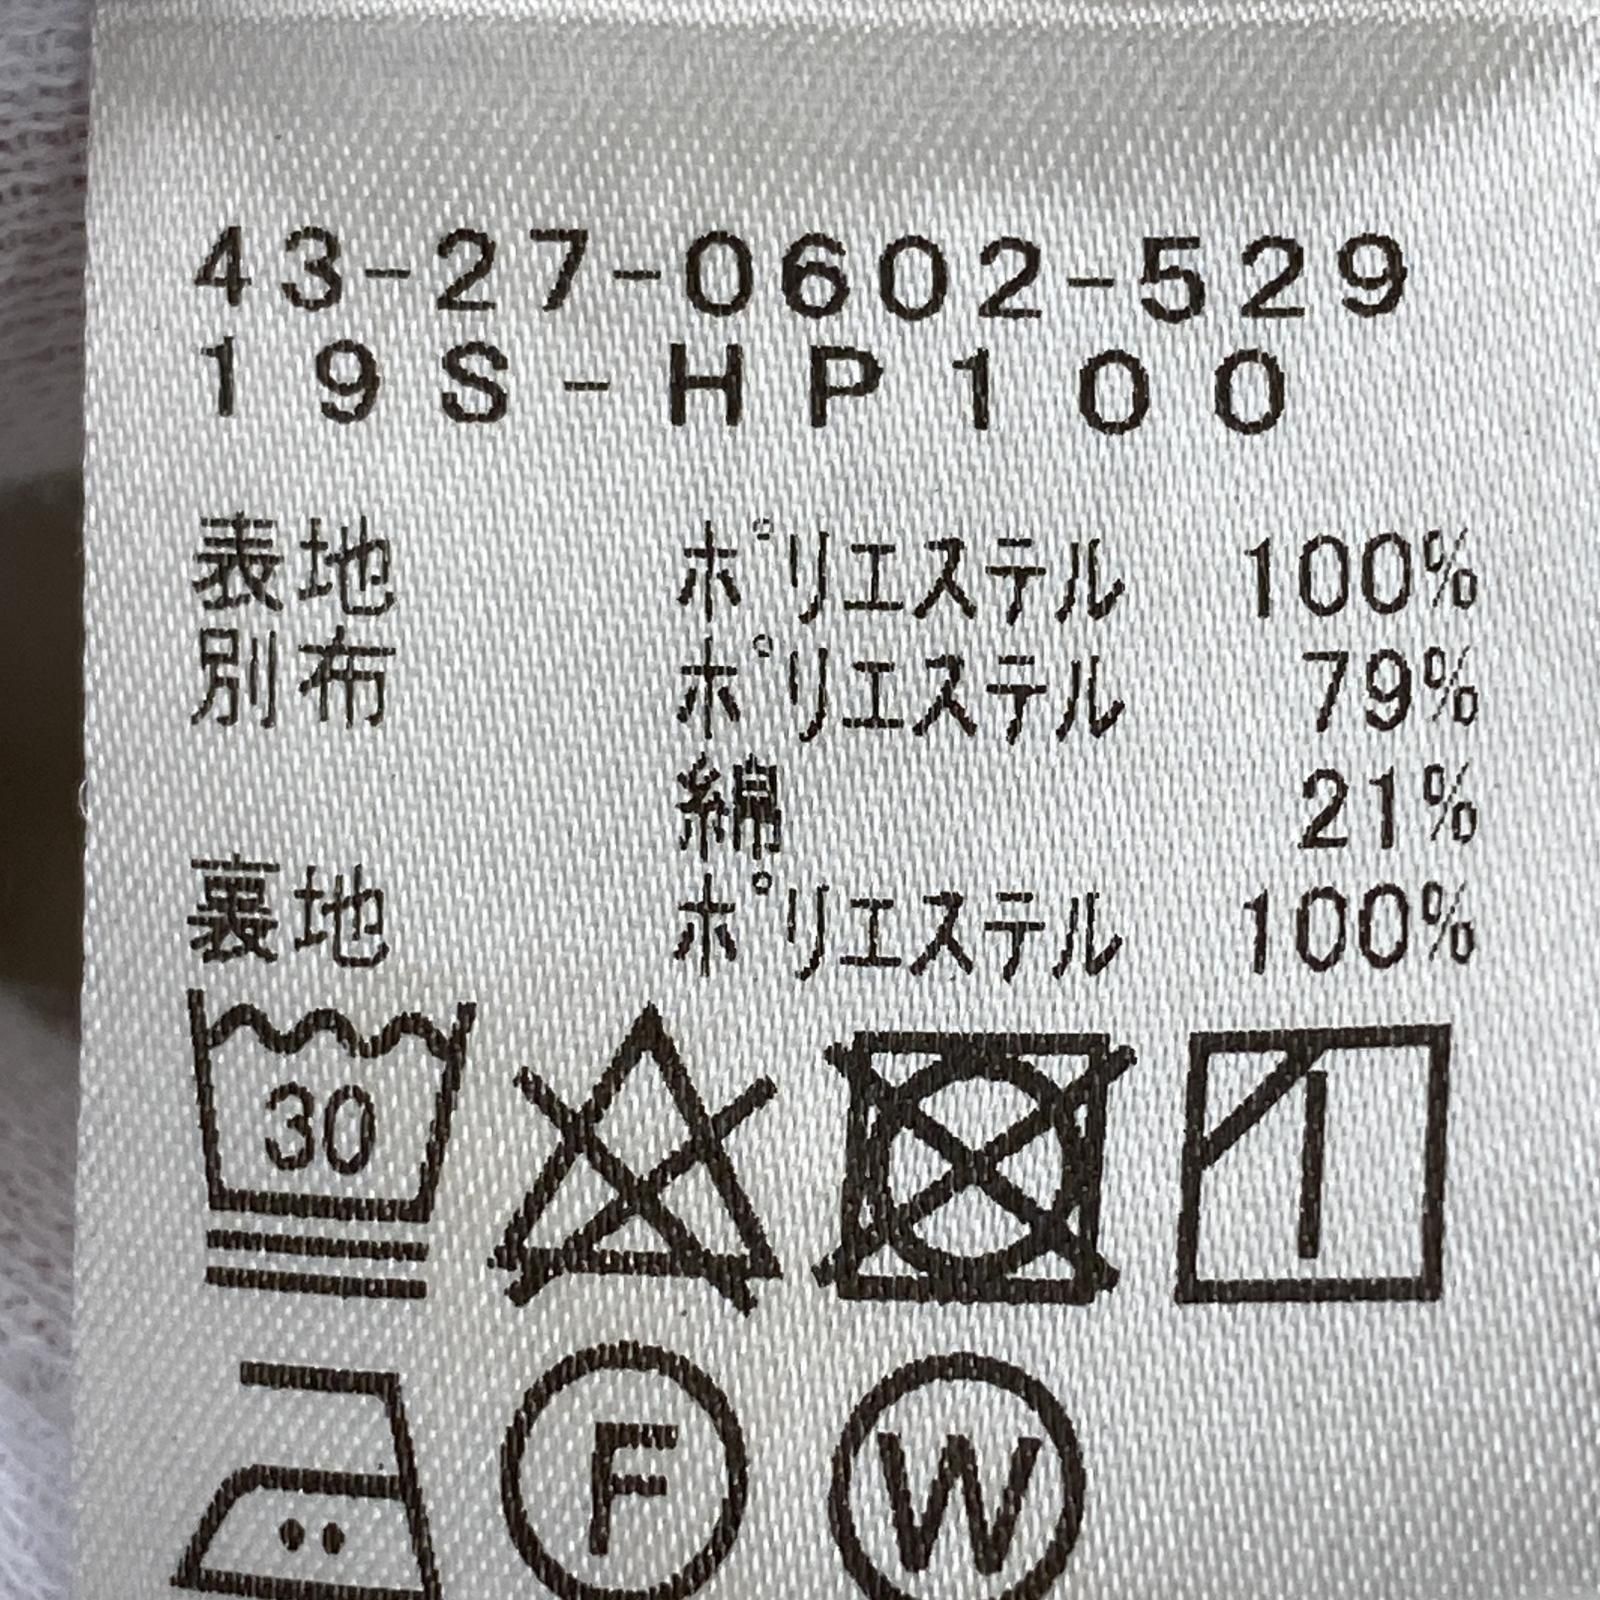 43-27-0602-529
19S-HP100
表地 ポリエステル 100%
別布 ポリエステル 79%
綿 21%
裏地 ポリエステル 100%
30
F W